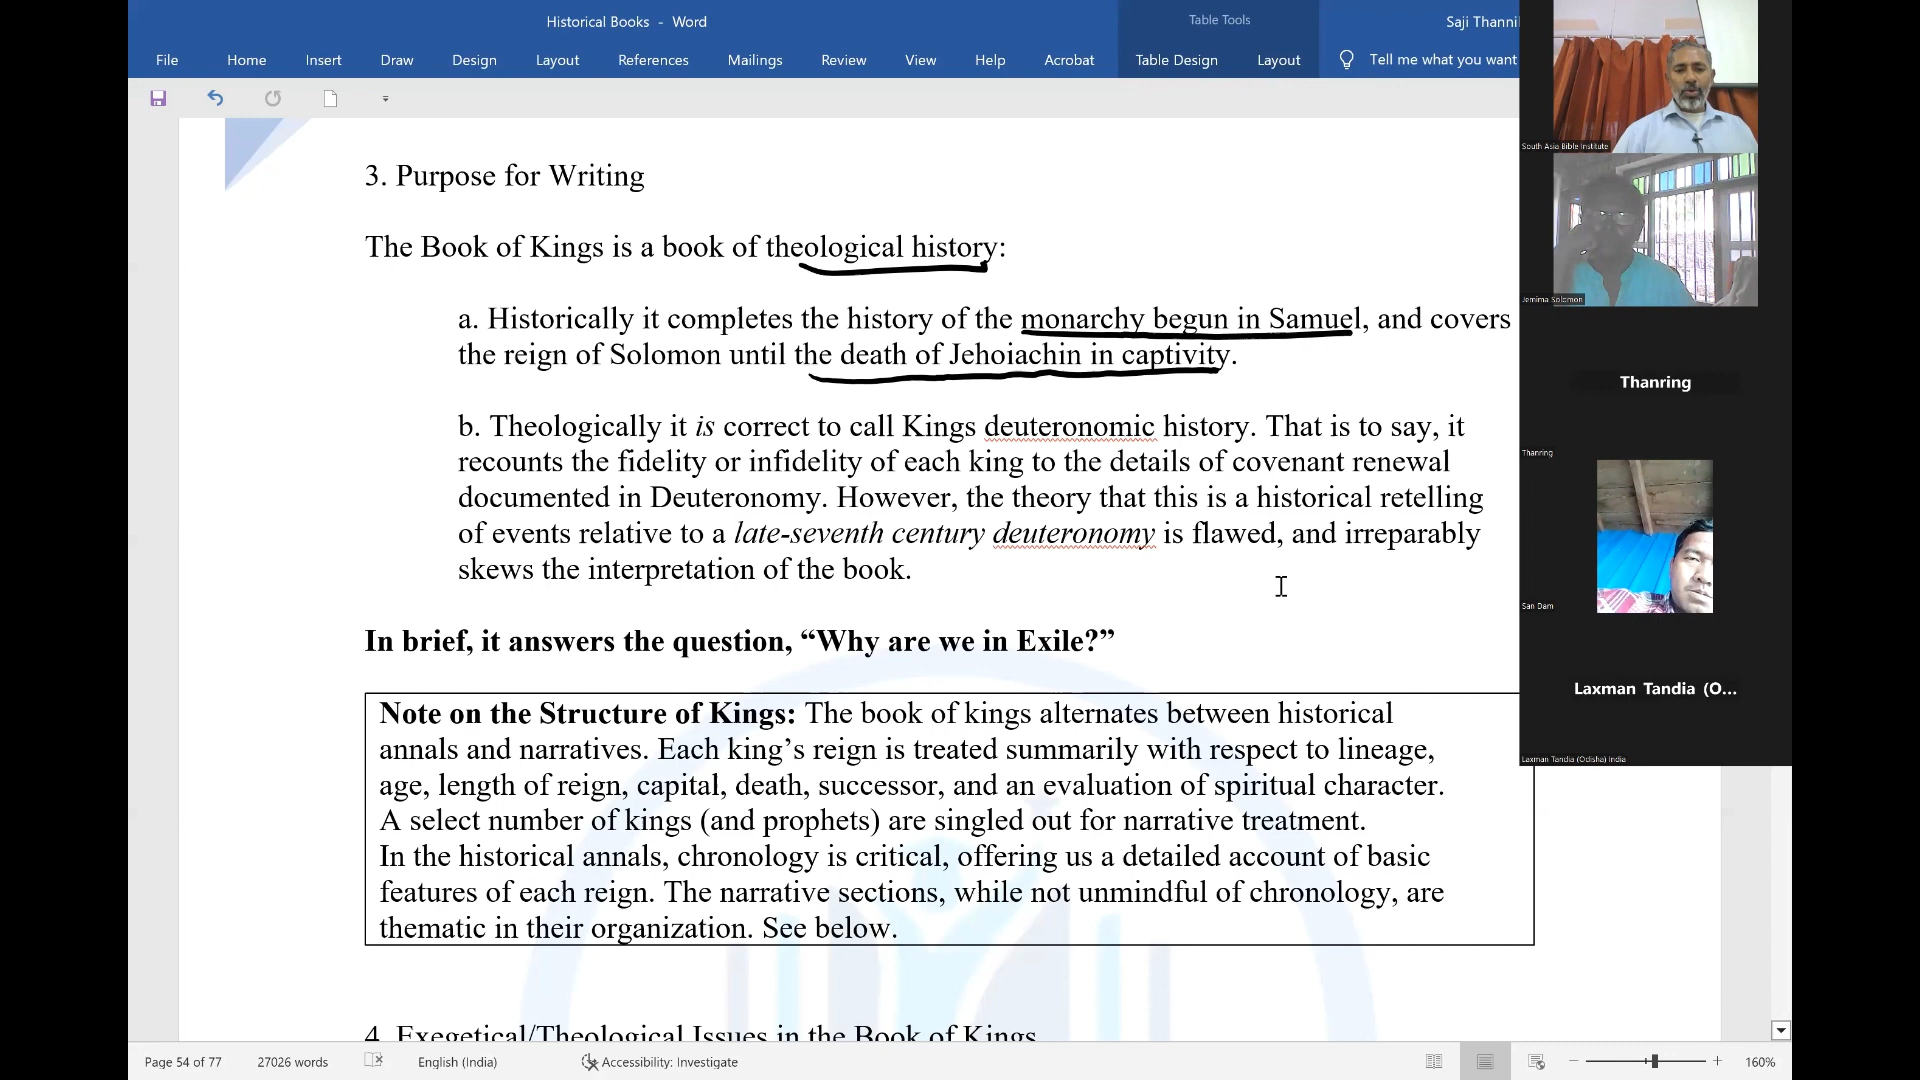 Historical Books - Word
Table Tools
Saji Thannil
File Home Insert Draw Design Layout References Mailings Review View Help Acrobat Table Design Layout Tell me what you want
3. Purpose for Writing
The Book of Kings is a book of theological history:
a. Historically it completes the history of the monarchy begun in Samuel, and covers
the reign of Solomon until the death of Jehoiachin in captivity.
b. Theologically it is correct to call Kings deuteronomic history. That is to say, it
recounts the fidelity or infidelity of each king to the details of covenant renewal
documented in Deuteronomy. However, the theory that this is a historical retelling
of events relative to a late-seventh century deuteronomy is flawed, and irreparably
skews the interpretation of the book.
In brief, it answers the question, “Why are we in Exile?”
Note on the Structure of Kings: The book of kings alternates between historical
annals and narratives. Each king’s reign is treated summarily with respect to lineage,
age, length of reign, capital, death, successor, and an evaluation of spiritual character.
A select number of kings (and prophets) are singled out for narrative treatment.
In the historical annals, chronology is critical, offering us a detailed account of basic
features of each reign. The narrative sections, while not unmindful of chronology, are
thematic in their organization. See below.
4. Exegetical/Theological Issues in the Book of Kings
South Asia Bible Institute
Jemima Solomon
Thanring
Thanring
San Dam
Laxman Tandia (O...
Laxman Tandia (Odisha) India
Page 54 of 77 27026 words English (India) Accessibility: Investigate 160%